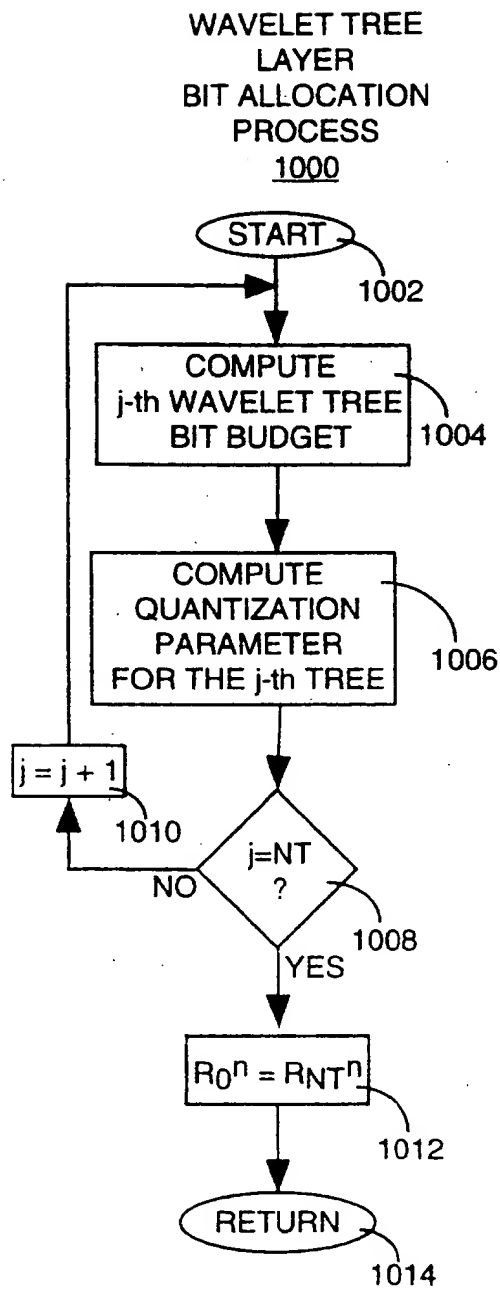 WAVELET TREE
LAYER
BIT ALLOCATION
PROCESS
1000
START
1002
COMPUTE
j-th WAVELET TREE
BIT BUDGET
1004
COMPUTE
QUANTIZATION
PARAMETER
FOR THE j-th TREE
1006
j = j + 1
1010
j=NT
?
NO
1008
YES
R₀ⁿ = R_NTⁿ
1012
RETURN
1014